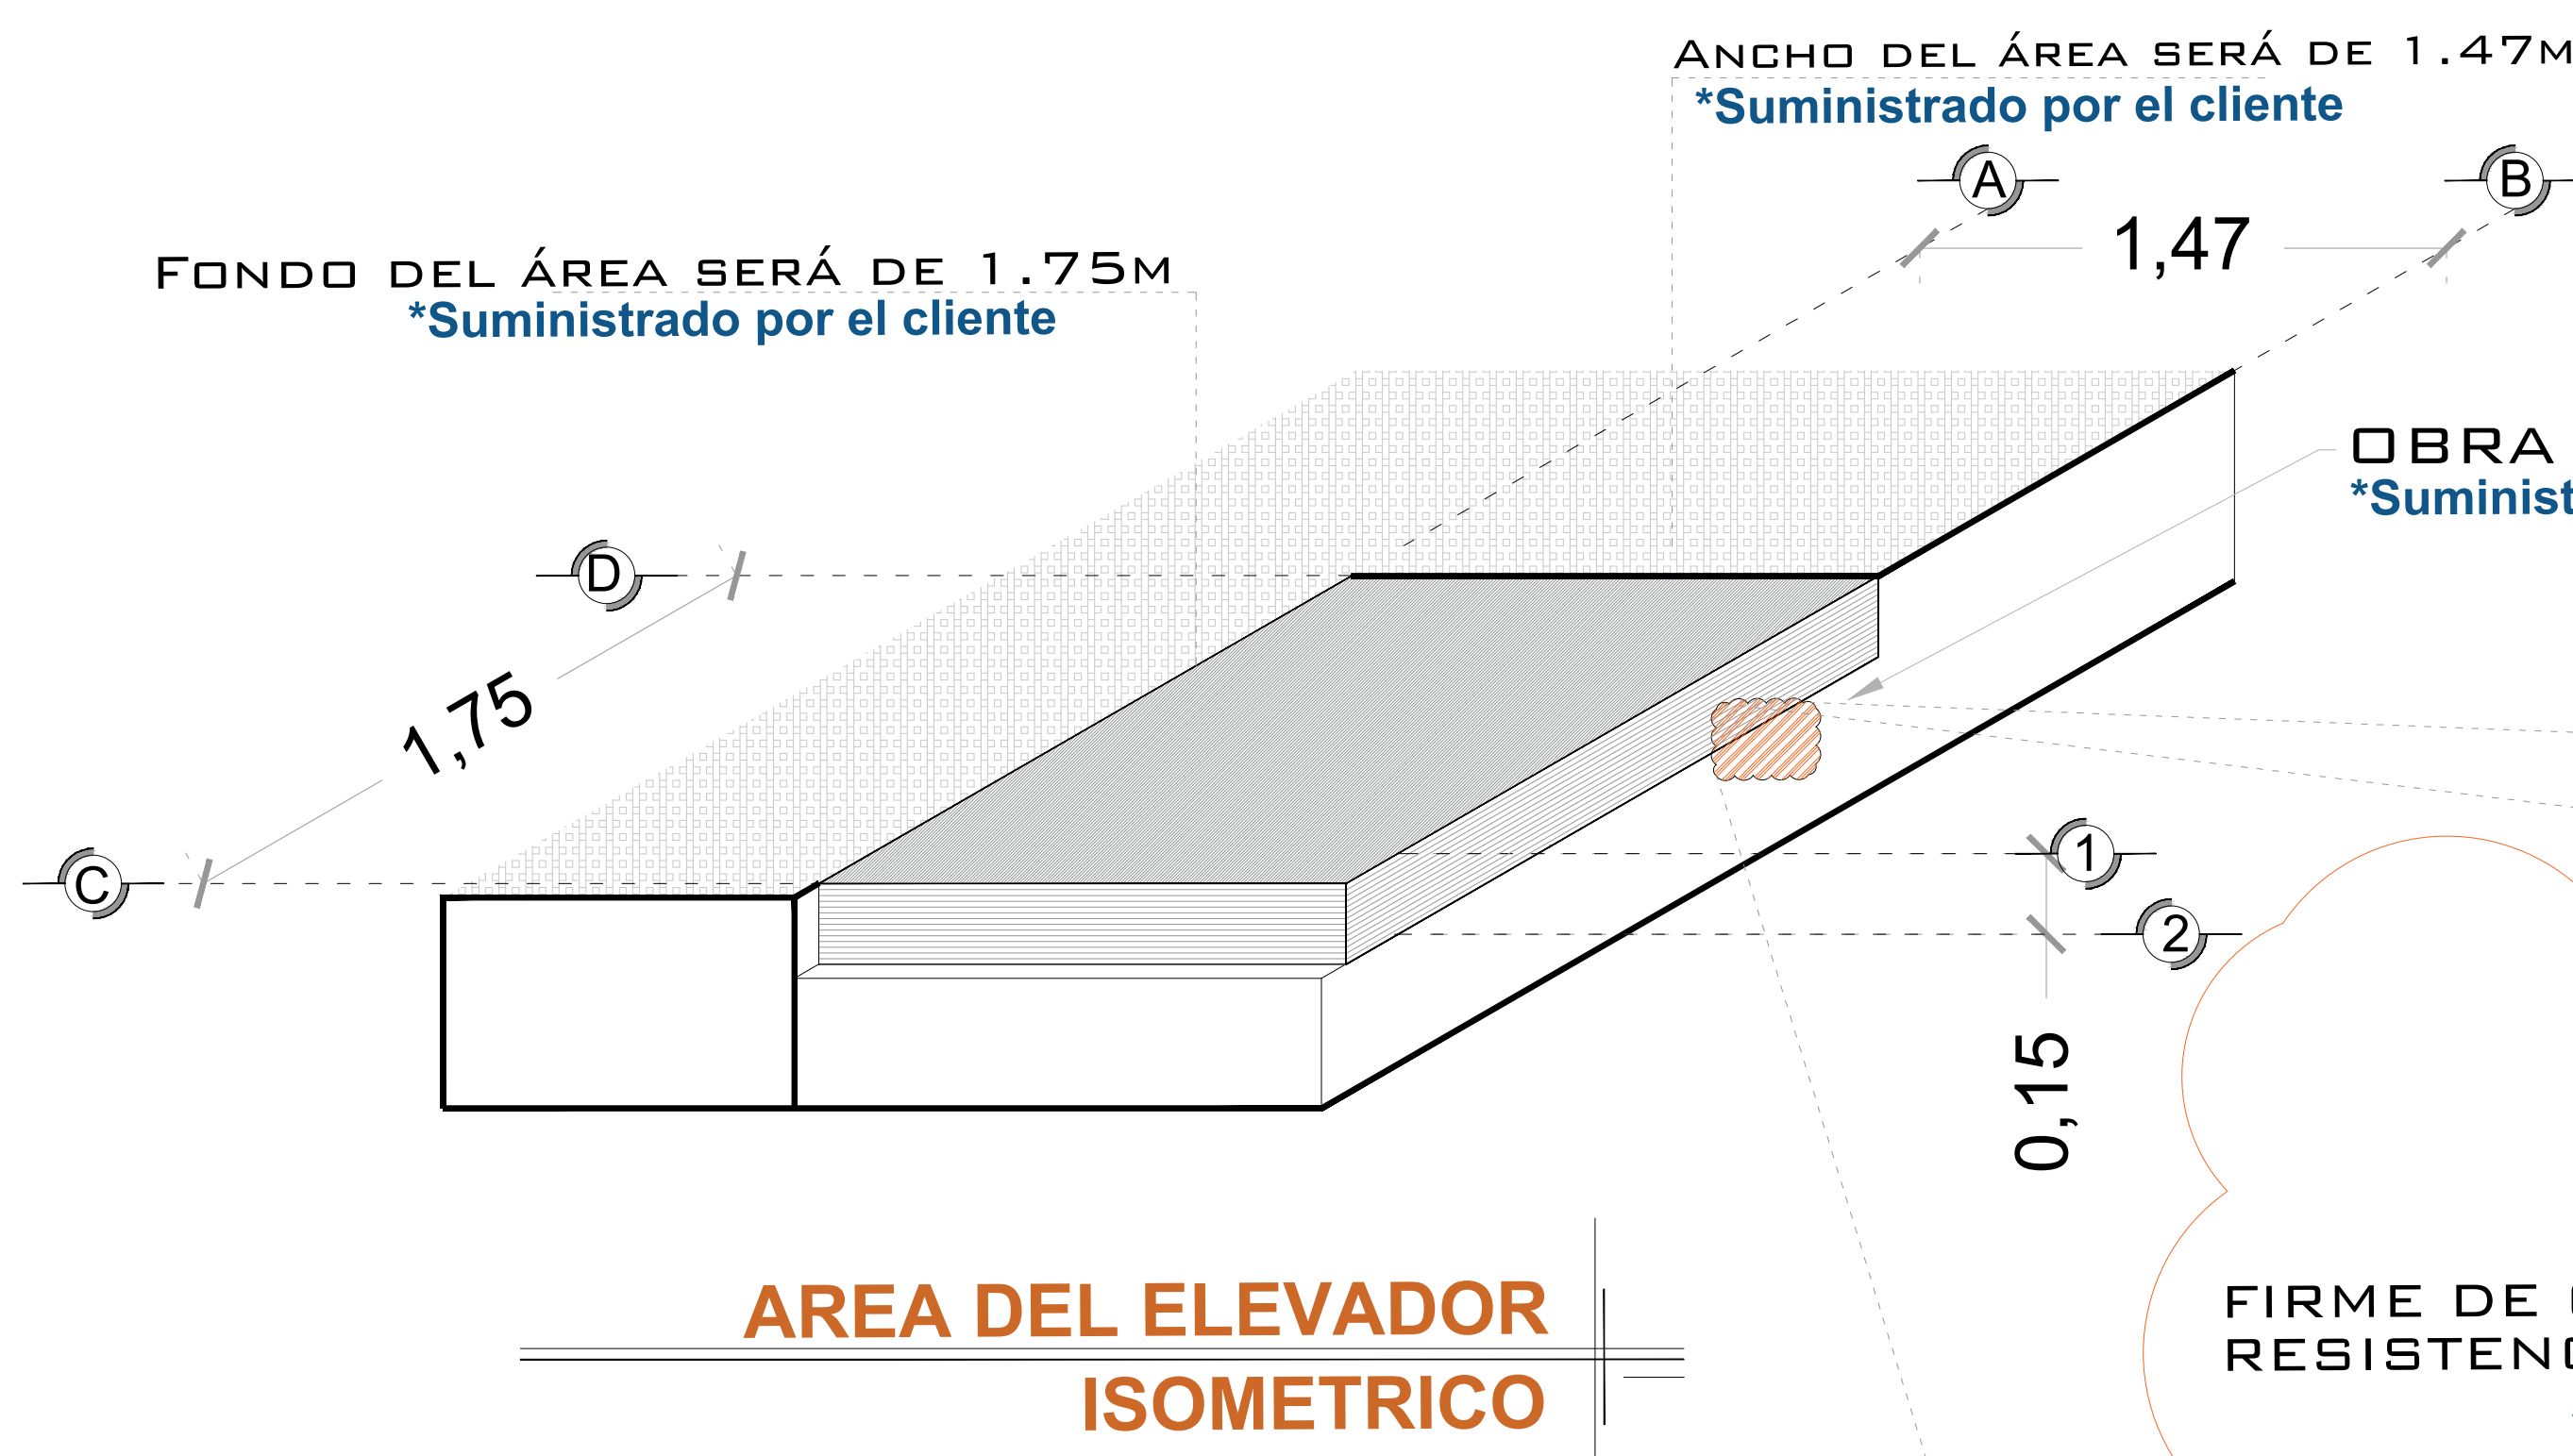 ANCHO DEL ÁREA SERÁ DE 1.47M
*Suministrado por el cliente
A
B
1,47
FONDO DEL ÁREA SERÁ DE 1.75M
*Suministrado por el cliente
OBRA
D
1,75
C
1
2
0,15
AREA DEL ELEVADOR
ISOMETRICO
FIRME DE